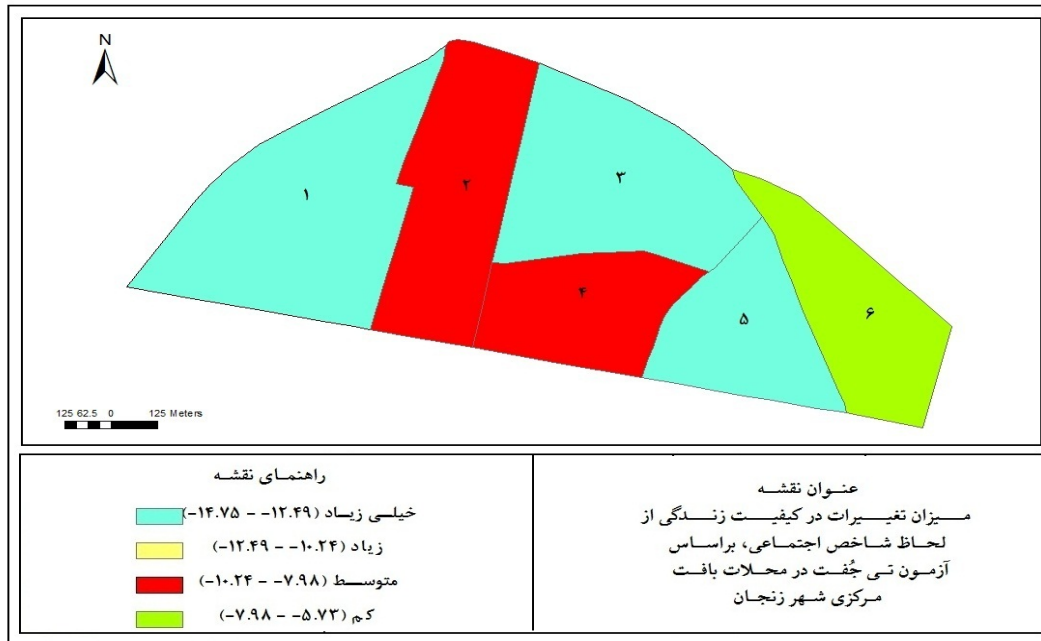 N
۱
۲
۳
۴
۵
۶
125 62.5 0 125 Meters
راهنمای نقشه
خیلی زیاد (-۱۴.۷۵ - -۱۲.۴۹)
زیاد (-۱۲.۴۹ - -۱۰.۲۴)
متوسط (-۱۰.۲۴ - -۷.۹۸)
کم (-۷.۹۸ - -۵.۷۳)
عنوان نقشه
میزان تغییرات در کیفیت زندگی از
لحاظ شاخص اجتماعی، براساس
آزمون تی جُفت در محلات بافت
مرکزی شهر زنجان